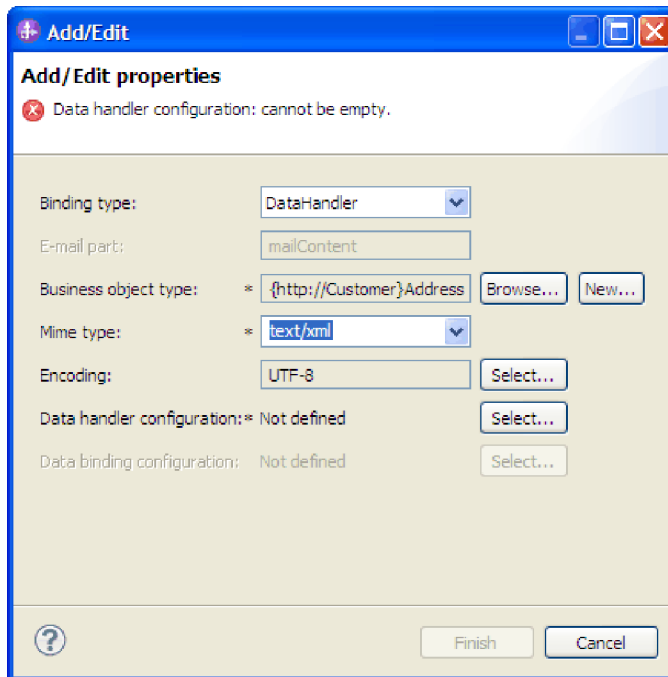 Add/Edit
Add/Edit properties
Data handler configuration: cannot be empty.
Binding type: DataHandler
E-mail part: mailContent
Business object type: * {http://Customer}Address Browse... New...
Mime type: * text/xml
Encoding: UTF-8 Select...
Data handler configuration:* Not defined Select...
Data binding configuration: Not defined Select...
Finish Cancel